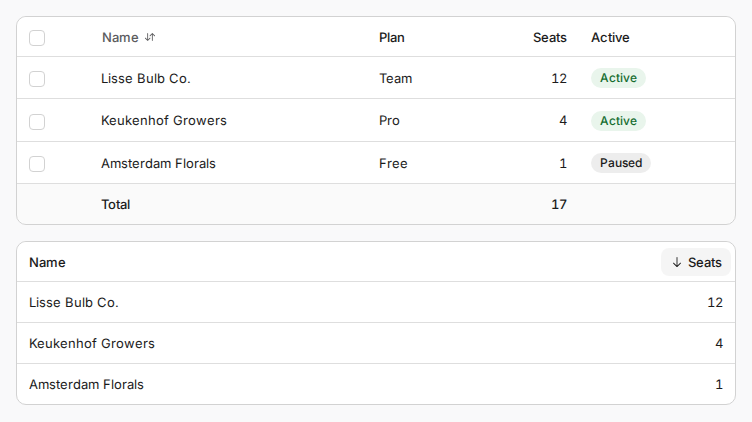 Name Plan Seats Active
Lisse Bulb Co. Team 12 Active
Keukenhof Growers Pro 4 Active
Amsterdam Florals Free 1 Paused
Total 17
Name Seats
Lisse Bulb Co. 12
Keukenhof Growers 4
Amsterdam Florals 1